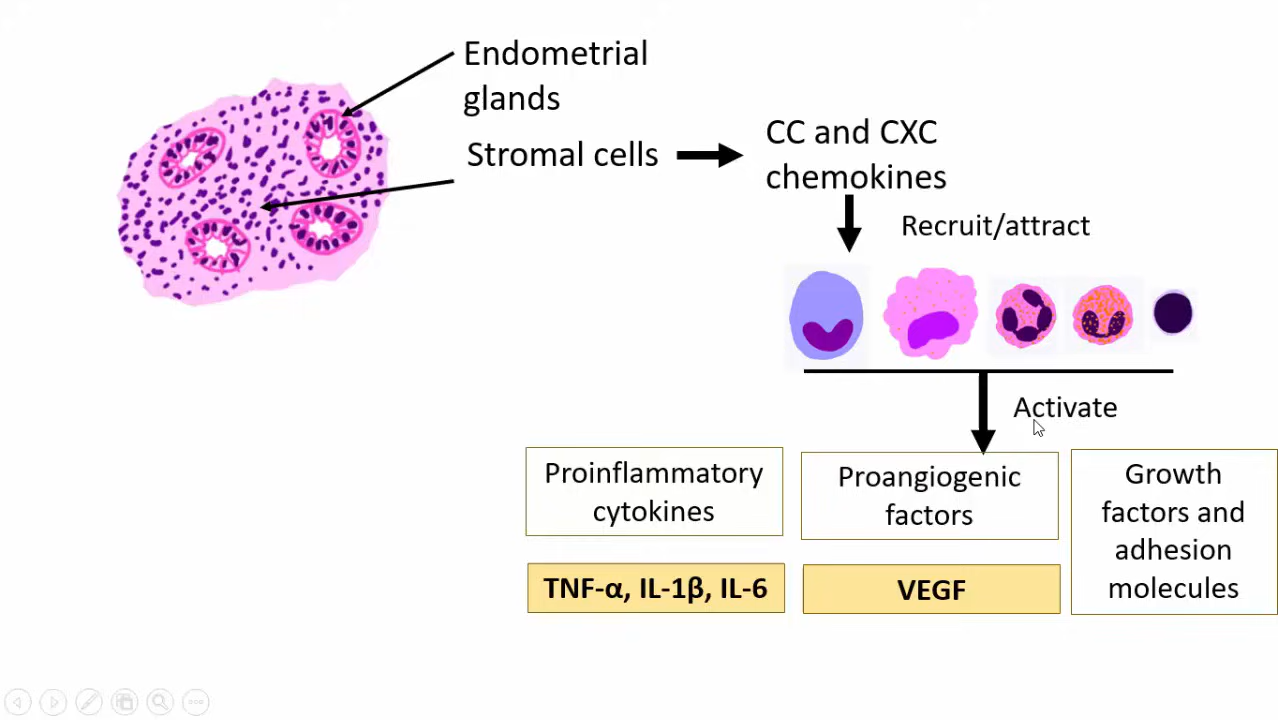 Endometrial
glands
Stromal cells
CC and CXC
chemokines
Recruit/attract
Activate
Proinflammatory
cytokines
TNF-α, IL-1β, IL-6
Proangiogenic
factors
VEGF
Growth
factors and
adhesion
molecules